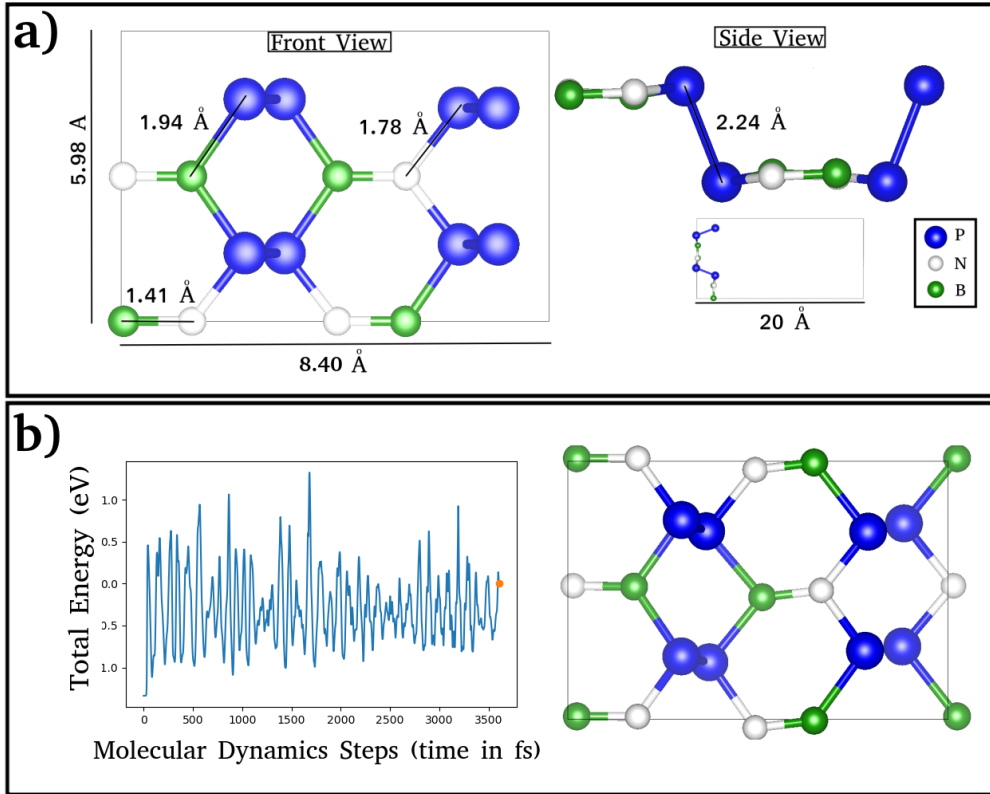 a)
Front View
Side View
1.94 Å
1.78 Å
2.24 Å
5.98 A
1.41 Å
8.40 Å
20 Å
P
N
B
b)
Total Energy (eV)
1.0
0.5
0.0
0.5
1.0
0
500
1000
1500
2000
2500
3000
3500
Molecular Dynamics Steps (time in fs)